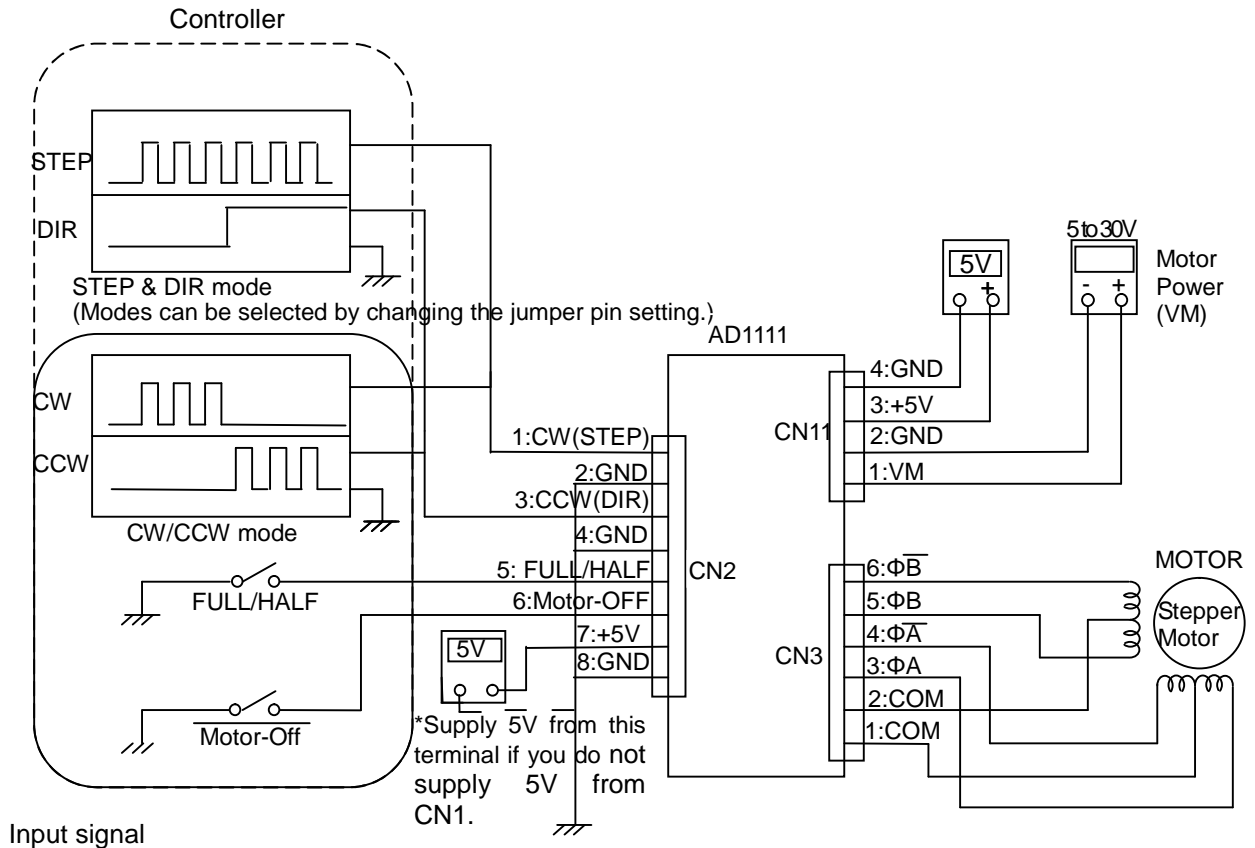 Controller
STEP
DIR
STEP & DIR mode
(Modes can be selected by changing the jumper pin setting.)
CW
CCW
CW/CCW mode
FULL/HALF
Motor-Off
Input signal
1:CW(STEP)
2:GND
3:CCW(DIR)
4:GND
5: FULL/HALF
6:Motor-OFF
7:+5V
8:GND
5V
*Supply 5V from this
terminal if you do not
supply 5V from
CN1.
AD1111
CN2
CN11
CN3
4:GND
3:+5V
2:GND
1:VM
5V
+
5to30V
- +
Motor
Power
(VM)
6:ΦB̅
5:ΦB
4:ΦA̅
3:ΦA
2:COM
1:COM
MOTOR
Stepper
Motor